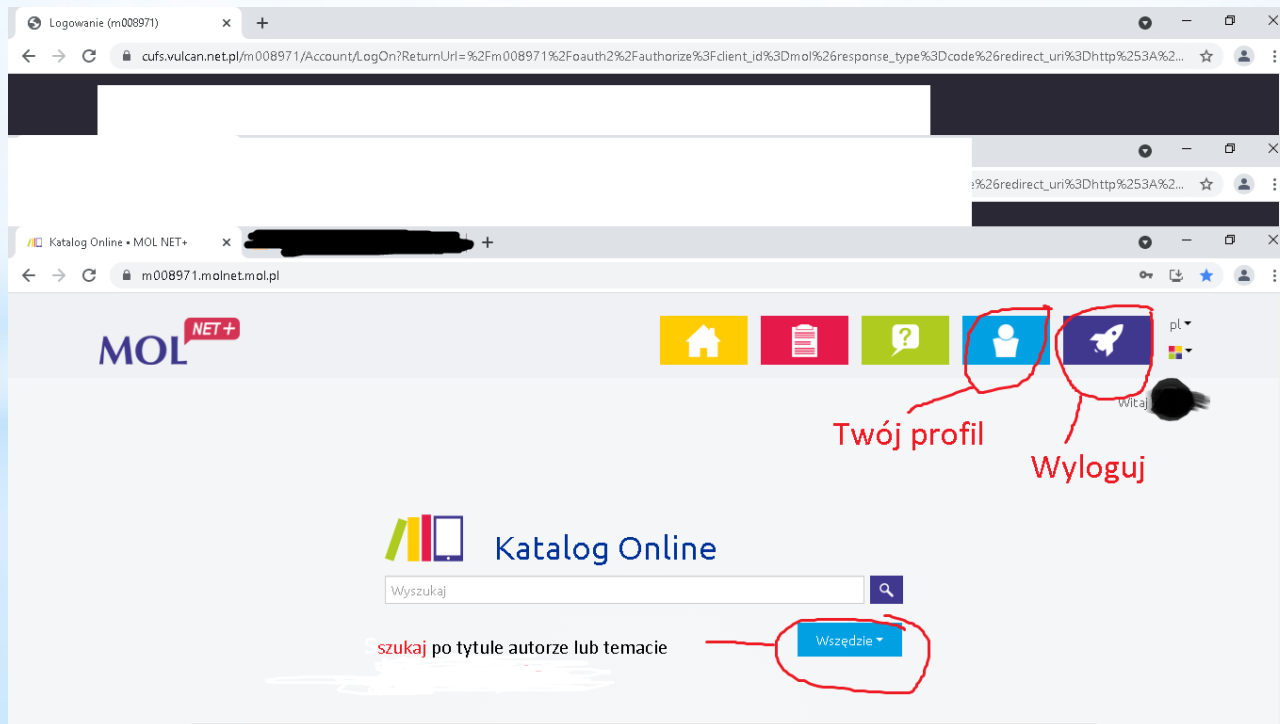 Logowanie (m008971)
cufs.vulcan.net.pl/m008971/Account/LogOn?ReturnUrl=%2Fm008971%2Foauth2%2Fauthorize%3Fclient_id%3Dmol%26response_type%3Dcode%26redirect_uri%3Dhttp%253A%2...
e%26redirect_uri%3Dhttp%253A%2...
Katalog Online • MOL NET+
m008971.molnet.mol.pl
MOL NET+
pl
Witaj
Twój profil
Wyloguj
Katalog Online
Wyszukaj
Wszędzie
szukaj po tytule autorze lub temacie